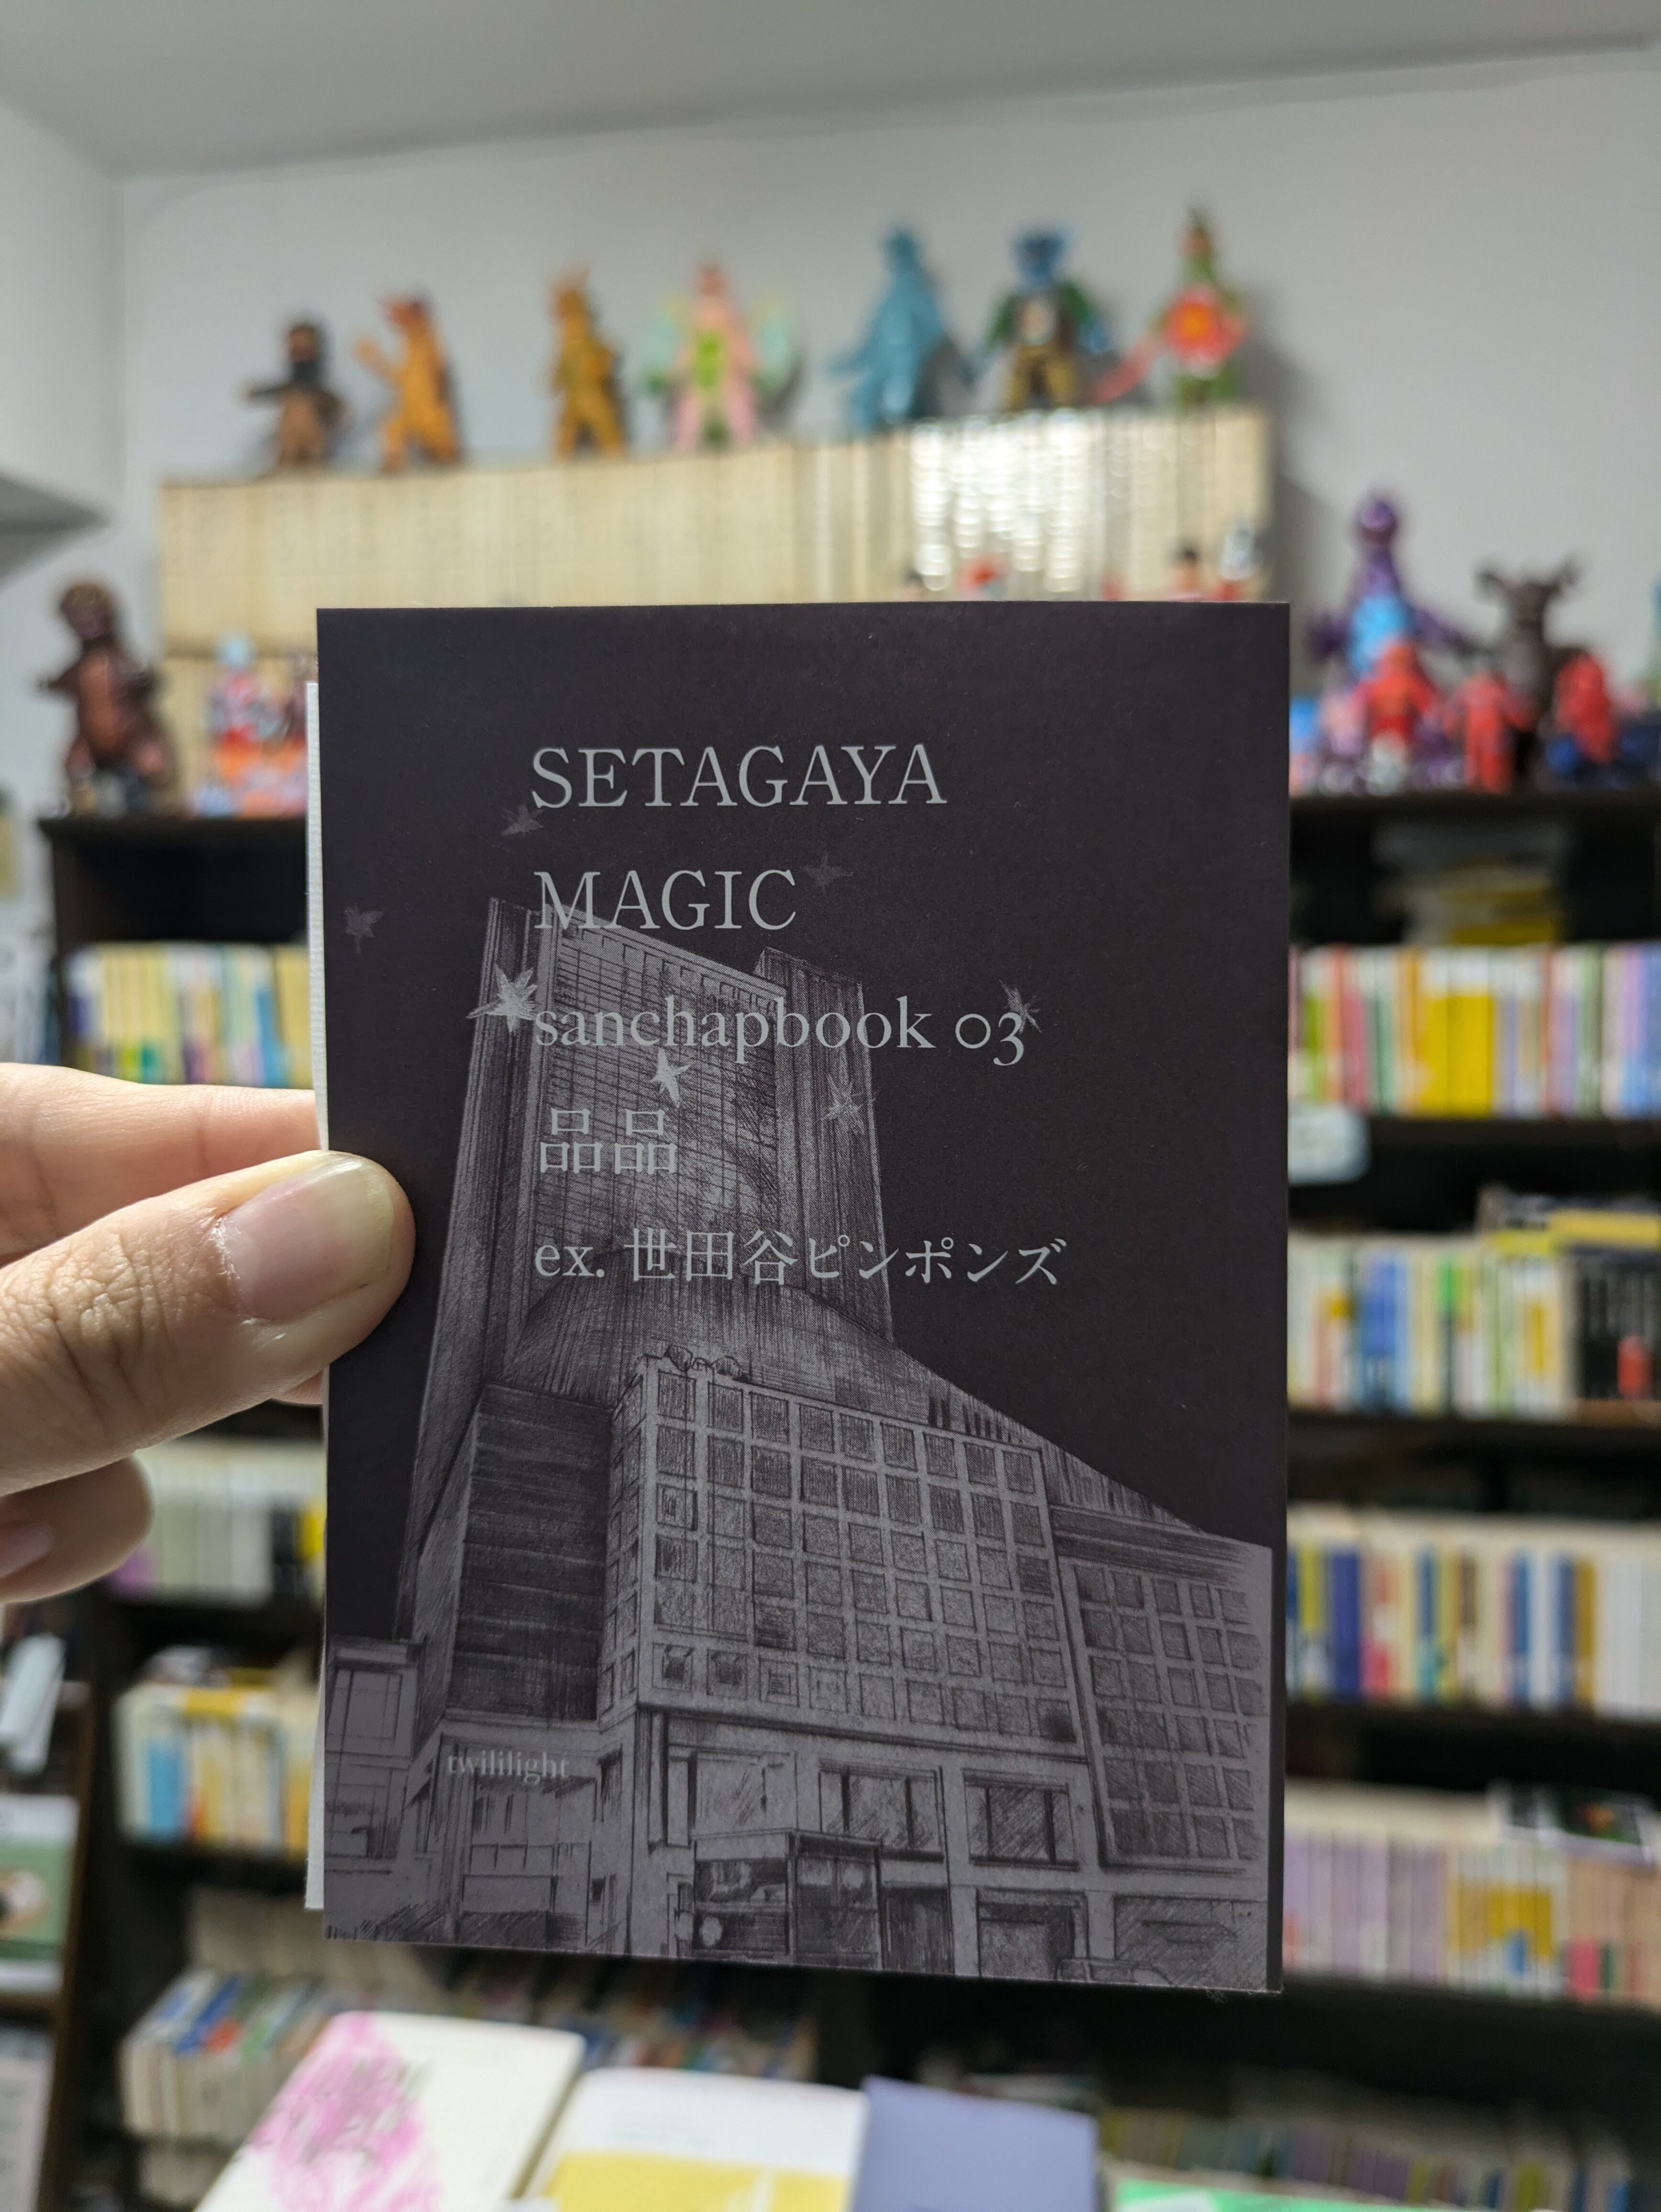 SETAGAYA
MAGIC
sanchapbook 03
品品
ex. 世田谷ピンポンズ
twililight